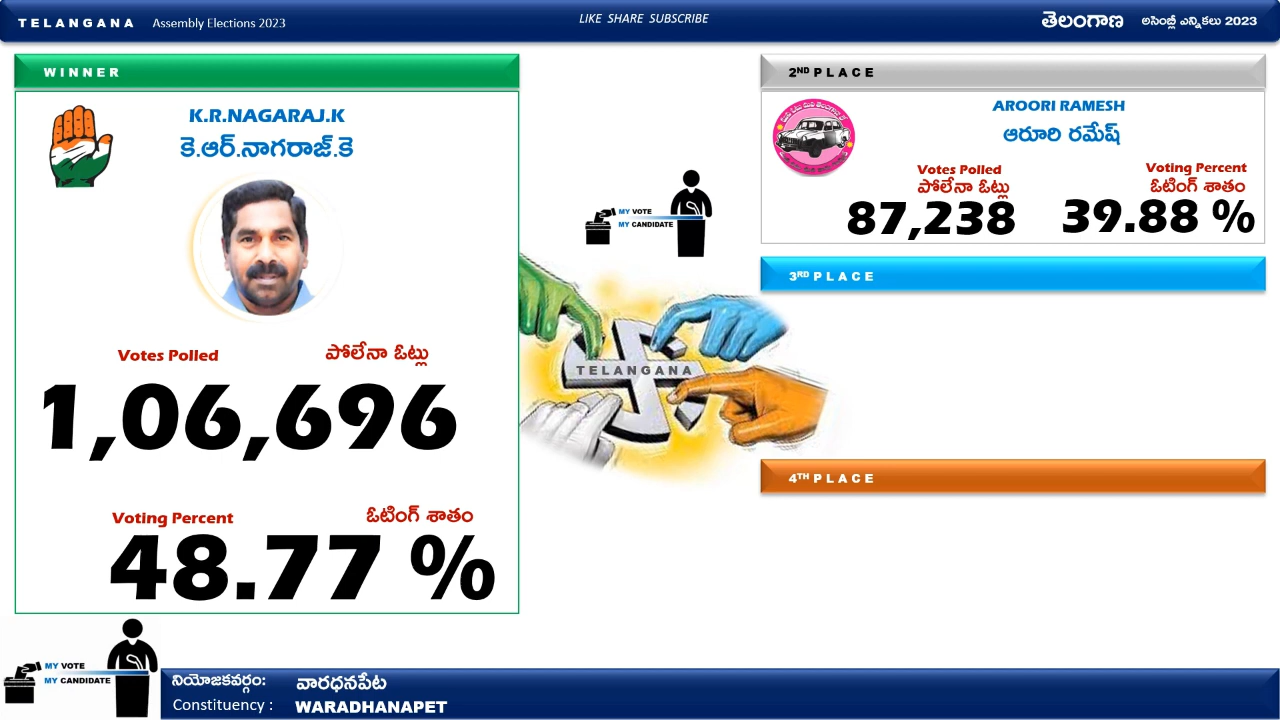 TELANGANA Assembly Elections 2023
LIKE SHARE SUBSCRIBE
తెలంగాణ అసెంబ్లీ ఎన్నికలు 2023
WINNER
K.R.NAGARAJ.K
కె.ఆర్.నాగరాజ్.కె
Votes Polled పోలేనా ఓట్లు
1,06,696
Voting Percent ఓటింగ్ శాతం
48.77 %
MY VOTE
MY CANDIDATE
TELANGANA
2ND PLACE
AROORI RAMESH
ఆరూరి రమేష్
Votes Polled Voting Percent
పోలేనా ఓట్లు ఓటింగ్ శాతం
87,238 39.88 %
3RD PLACE
4TH PLACE
MY VOTE
MY CANDIDATE
నియోజకవర్గం: వారధనపేట
Constituency : WARADHANAPET